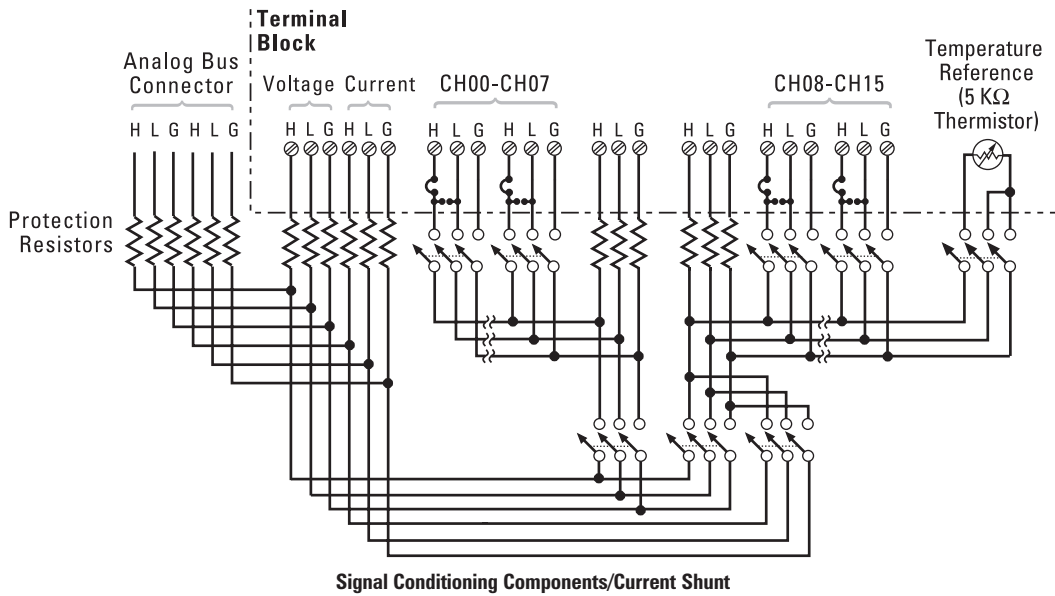 Terminal
Block
Analog Bus
Connector
Voltage Current CH00-CH07 CH08-CH15
Temperature
Reference
(5 KΩ
Thermistor)
H L G H L G H L G H L G H L G H L G H L G H L G H L G H L G
Protection
Resistors
Signal Conditioning Components/Current Shunt